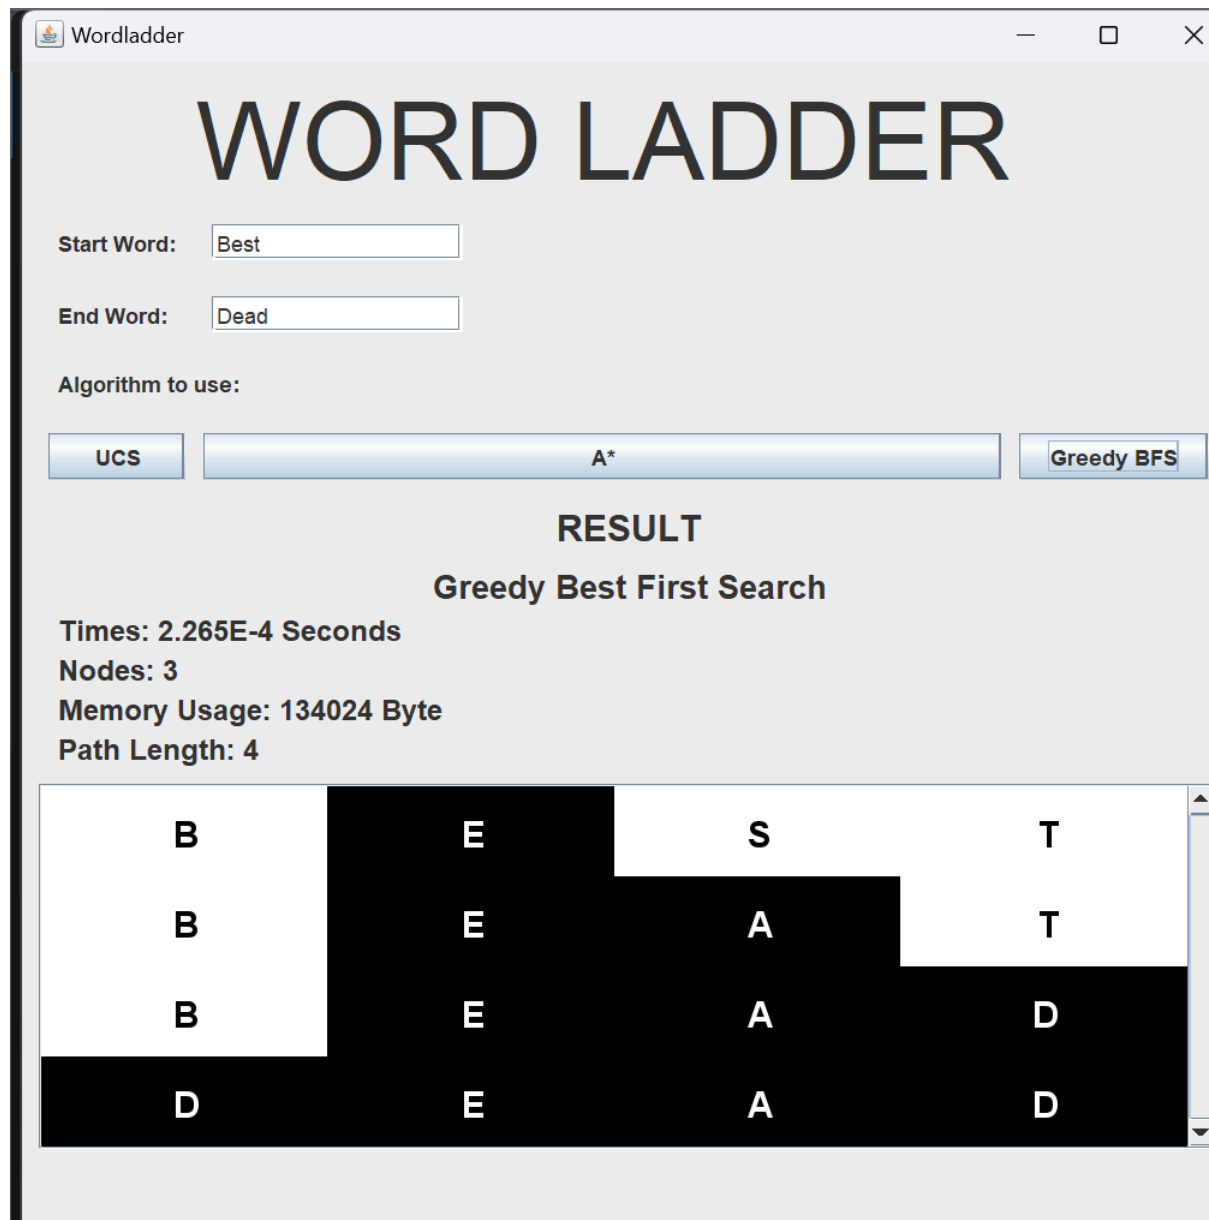 Wordladder
WORD LADDER
Start Word: Best
End Word: Dead
Algorithm to use:
UCS A* Greedy BFS
RESULT
Greedy Best First Search
Times: 2.265E-4 Seconds
Nodes: 3
Memory Usage: 134024 Byte
Path Length: 4
B E S T
B E A T
B E A D
D E A D